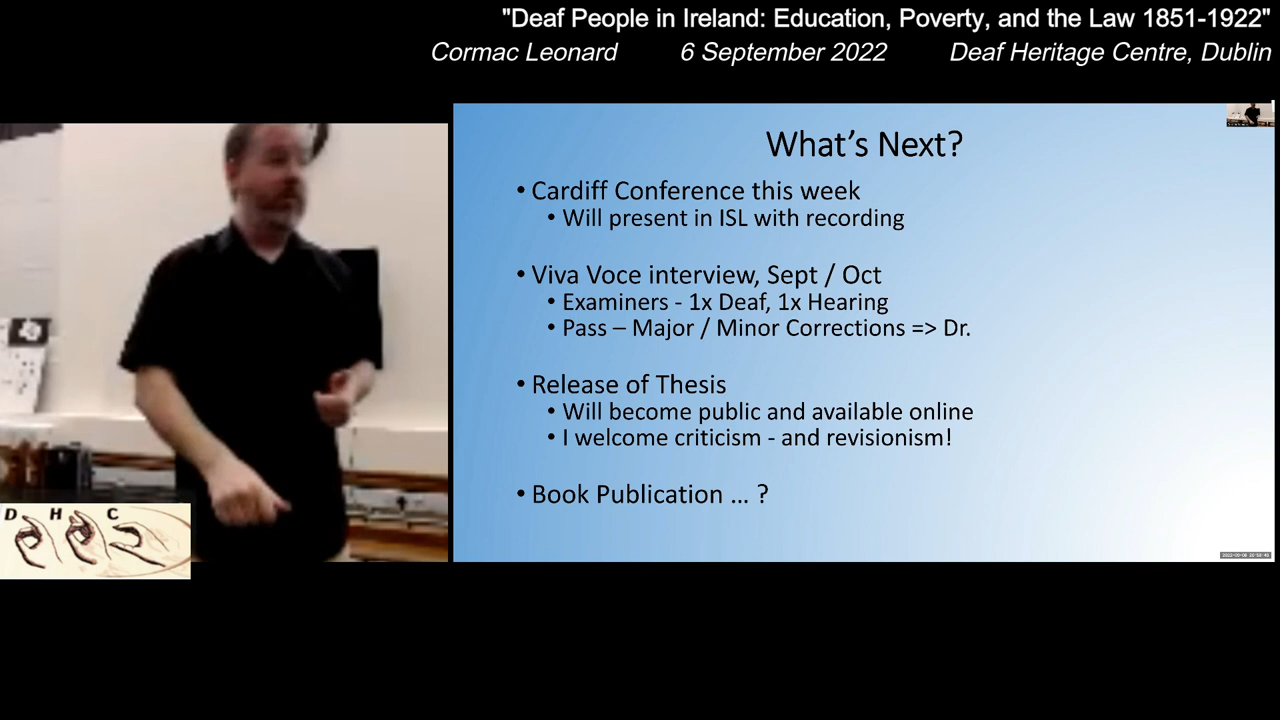 "Deaf People in Ireland: Education, Poverty, and the Law 1851-1922"
Cormac Leonard 6 September 2022 Deaf Heritage Centre, Dublin
What's Next?
• Cardiff Conference this week
• Will present in ISL with recording
• Viva Voce interview, Sept / Oct
• Examiners - 1x Deaf, 1x Hearing
• Pass – Major / Minor Corrections => Dr.
• Release of Thesis
• Will become public and available online
• I welcome criticism - and revisionism!
• Book Publication ... ?
D H C